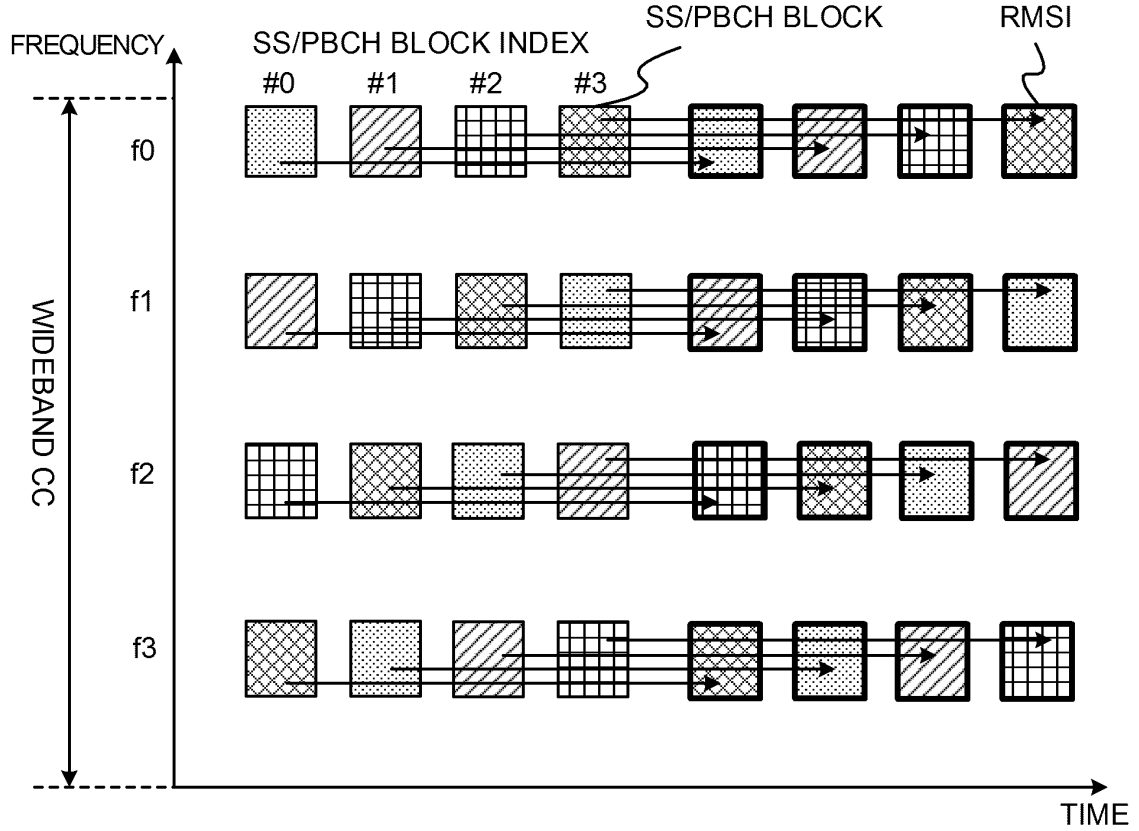 SS/PBCH BLOCK
RMSI
FREQUENCY
SS/PBCH BLOCK INDEX
#0
#1
#2
#3
f0
f1
WIDEBAND CC
f2
f3
TIME